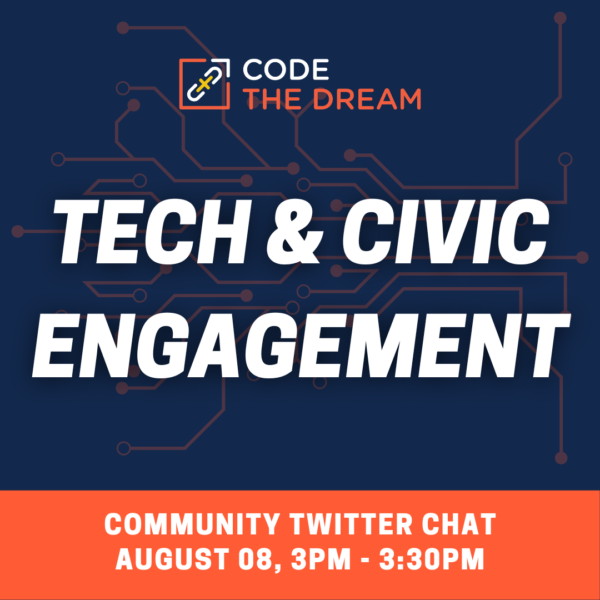 CODE
THE DREAM
TECH & CIVIC
ENGAGEMENT
COMMUNITY TWITTER CHAT
AUGUST 08, 3PM - 3:30PM